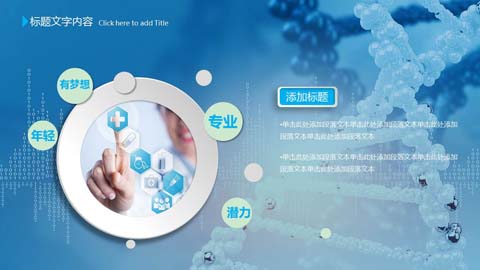 标题文字内容 Click here to add Title
有梦想
年轻
专业
潜力
添加标题
•单击此处添加段落文本单击此处添加段落文本单击此处添加
段落文本单击此处添加段落文本
•单击此处添加段落文本单击此处添加段落文本单击此处添加
段落文本单击此处添加段落文本